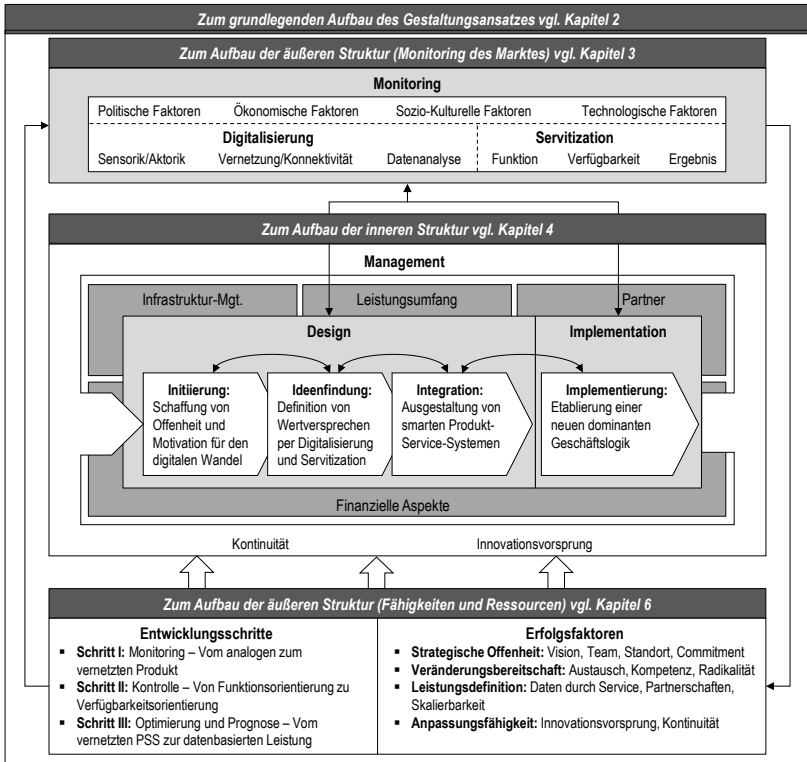 Zum grundlegenden Aufbau des Gestaltungsansatzes vgl. Kapitel 2
Zum Aufbau der äußeren Struktur (Monitoring des Marktes) vgl. Kapitel 3
Monitoring
Politische Faktoren Ökonomische Faktoren Sozio-Kulturelle Faktoren Technologische Faktoren
Digitalisierung Servitization
Sensorik/Aktorik Vernetzung/Konnektivität Datenanalyse Funktion Verfügbarkeit Ergebnis
Zum Aufbau der inneren Struktur vgl. Kapitel 4
Management
Infrastruktur-Mgt. Leistungsumfang Partner
Design Implementation
Initiierung:
Schaffung von
Offenheit und
Motivation für den
digitalen Wandel
Ideenfindung:
Definition von
Wertversprechen
per Digitalisierung
und Servitization
Integration:
Ausgestaltung von
smarten Produkt-
Service-Systemen
Implementierung:
Etablierung einer
neuen dominanten
Geschäftslogik
Finanzielle Aspekte
Kontinuität Innovationsvorsprung
Zum Aufbau der äußeren Struktur (Fähigkeiten und Ressourcen) vgl. Kapitel 6
Entwicklungsschritte
▪ Schritt I: Monitoring – Vom analogen zum
vernetzten Produkt
▪ Schritt II: Kontrolle – Von Funktionsorientierung zu
Verfügbarkeitsorientierung
▪ Schritt III: Optimierung und Prognose – Vom
vernetzten PSS zur datenbasierten Leistung
Erfolgsfaktoren
▪ Strategische Offenheit: Vision, Team, Standort, Commitment
▪ Veränderungsbereitschaft: Austausch, Kompetenz, Radikalität
▪ Leistungsdefinition: Daten durch Service, Partnerschaften,
Skalierbarkeit
▪ Anpassungsfähigkeit: Innovationsvorsprung, Kontinuität